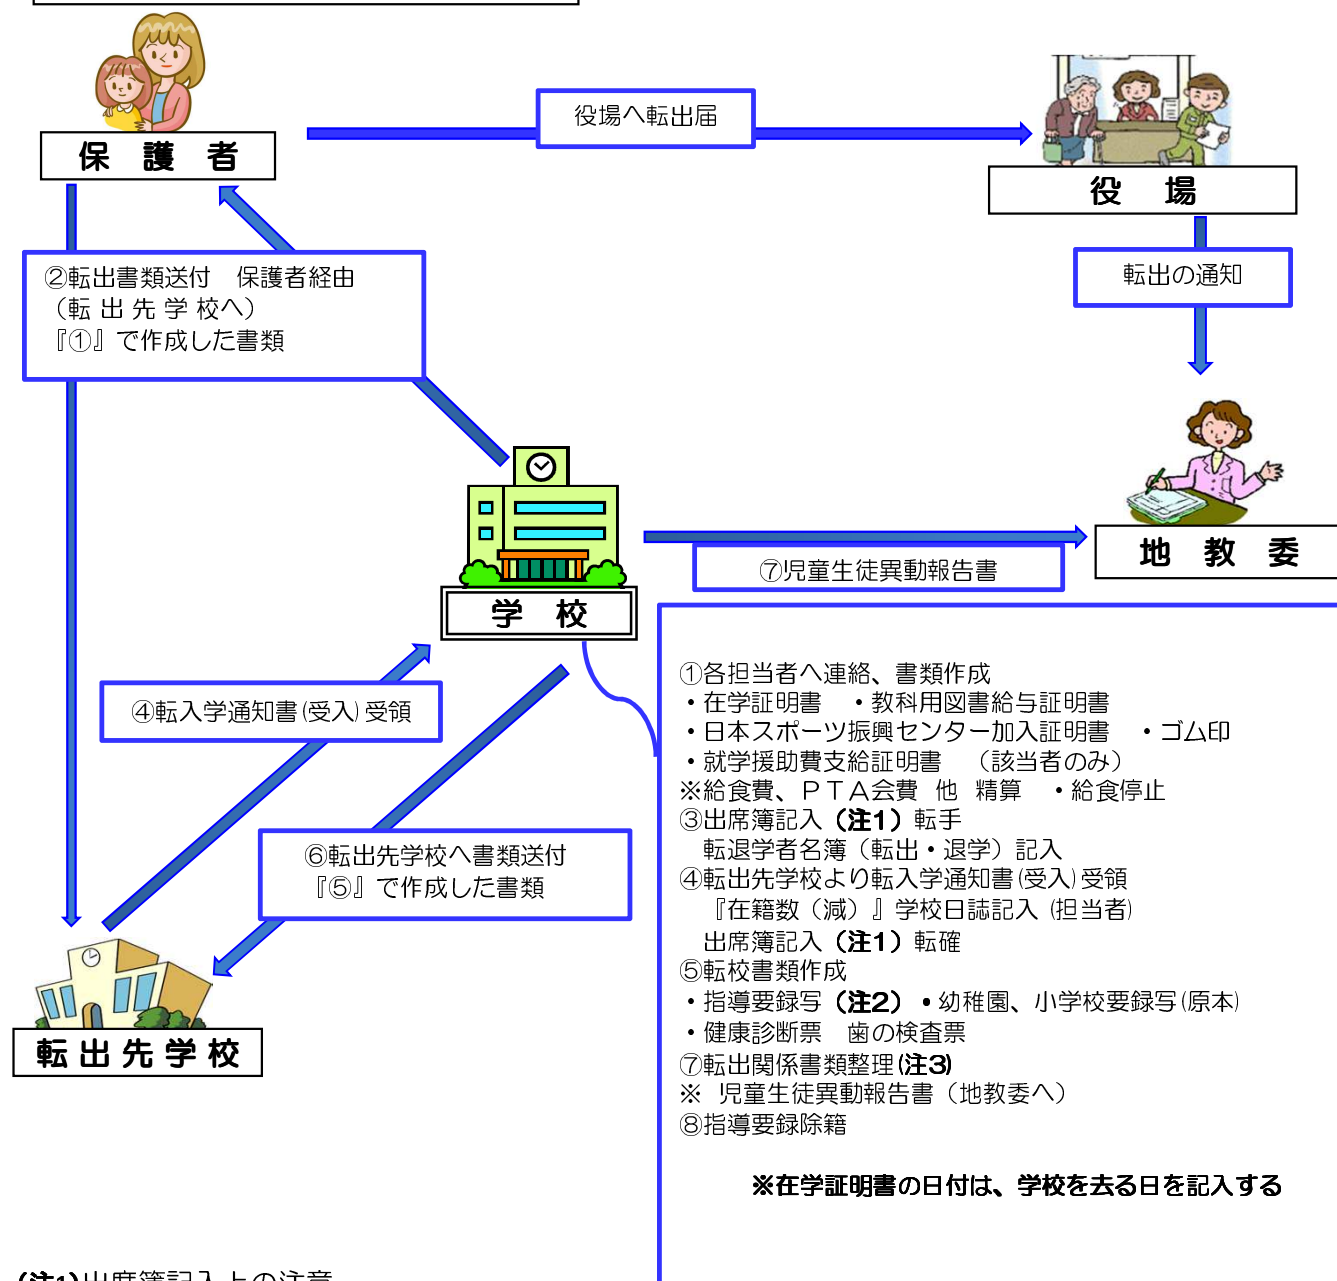 役場へ転出届
保 護 者
役 場
②転出書類送付　保護者経由
（転 出 先 学 校へ）
『①』で作成した書類
転出の通知
地 教 委
⑦児童生徒異動報告書
学 校
④転入学通知書(受入)受領
⑥転出先学校へ書類送付
『⑤』で作成した書類
転 出 先 学 校
①各担当者へ連絡、書類作成
・在学証明書　・教科用図書給与証明書
・日本スポーツ振興センター加入証明書　・ゴム印
・就学援助費支給証明書　（該当者のみ）
※給食費、ＰＴＡ会費 他 精算　・給食停止
③出席簿記入（注1）転手
転退学者名簿（転出・退学）記入
④転出先学校より転入学通知書(受入)受領
『在籍数（減）』学校日誌記入(担当者)
出席簿記入（注1）転確
⑤転校書類作成
・指導要録写（注2）・幼稚園、小学校要録写(原本)
・健康診断票　歯の検査票
⑦転出関係書類整理(注3)
※ 児童生徒異動報告書（地教委へ）
⑧指導要録除籍
※在学証明書の日付は、学校を去る日を記入する
(注1)出席簿記入上の注意